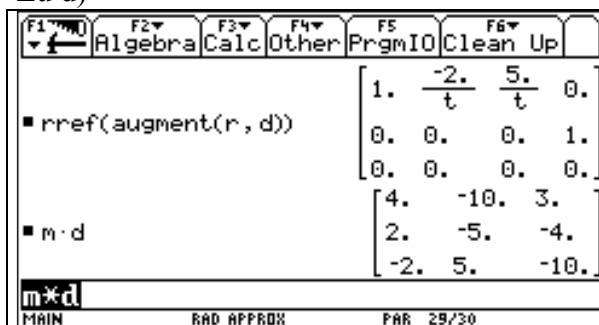 F1 F2 F3 F4 F5 F6
Algebra Calc Other PrgmIO Clean Up
▪ rref(augment(r,d)) [1. -2./t 5./t 0.
0. 0. 0. 1.
0. 0. 0. 0.]
▪ m·d [4. -10. 3.
2. -5. -4.
-2. 5. -10.]
m*d
MAIN RAD APPROX PAR 29/30